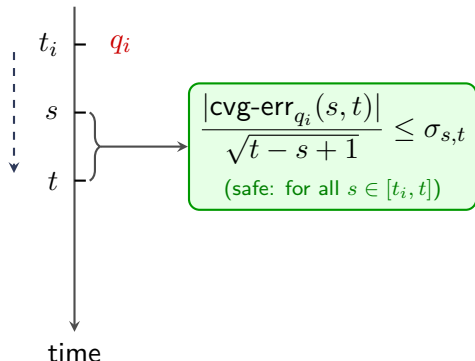 t_i q_i
s
|cvg-err_{q_i}(s, t)| / √(t − s + 1) ≤ σ_{s,t}
(safe: for all s ∈ [t_i, t])
t
time